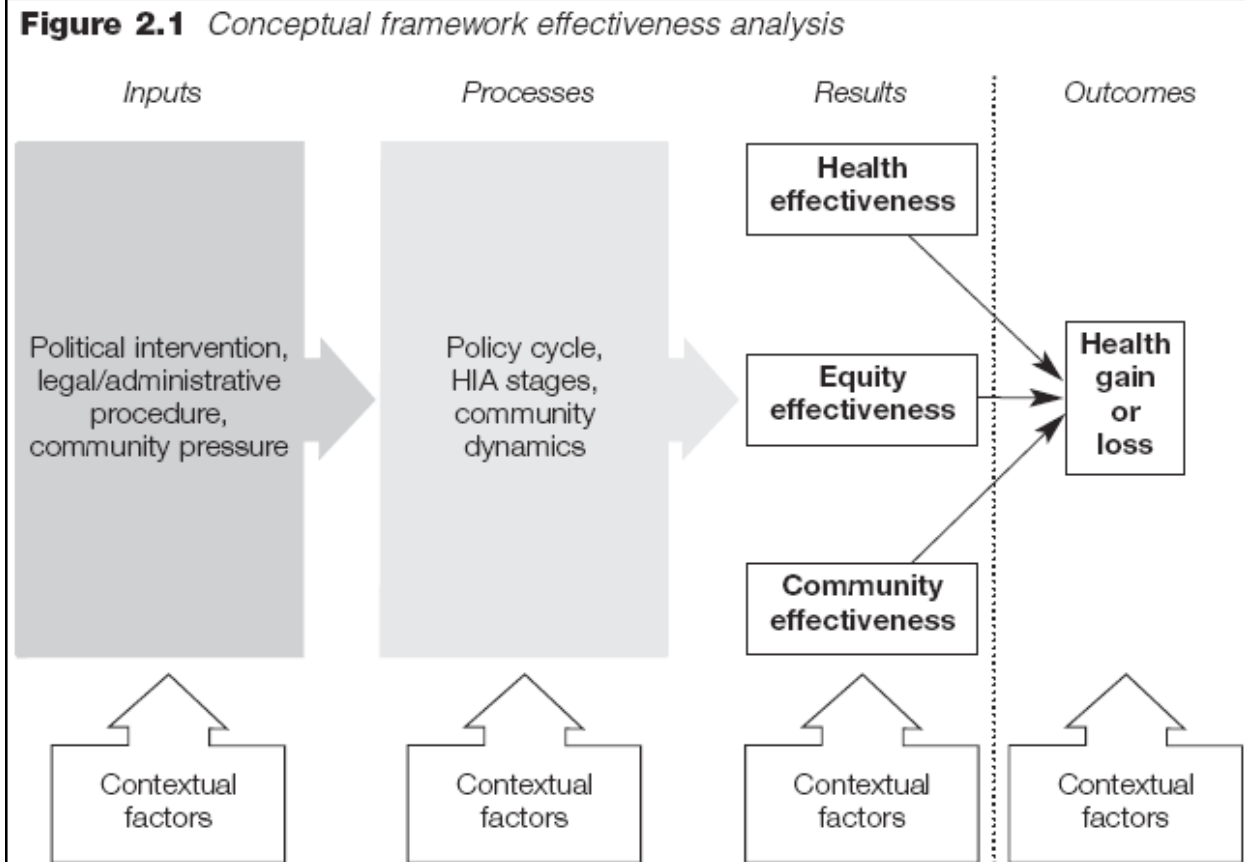 Figure 2.1 Conceptual framework effectiveness analysis
Inputs
Processes
Results
Outcomes
Political intervention,
legal/administrative
procedure,
community pressure
Policy cycle,
HIA stages,
community
dynamics
Health
effectiveness
Equity
effectiveness
Community
effectiveness
Health
gain
or
loss
Contextual
factors
Contextual
factors
Contextual
factors
Contextual
factors